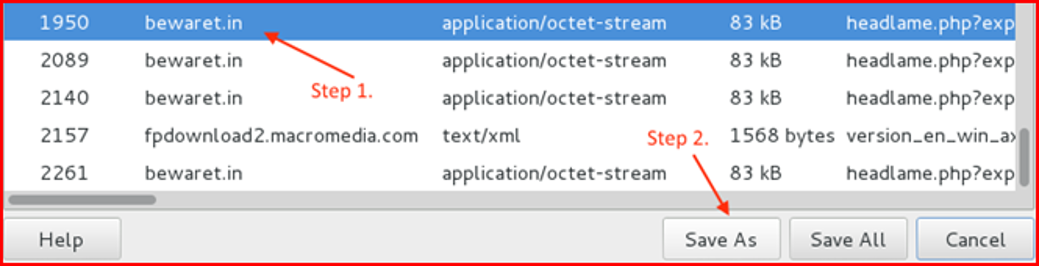 1950 bewaret.in application/octet-stream 83 kB headlame.php?exp
2089 bewaret.in application/octet-stream 83 kB headlame.php?exp
Step 1.
2140 bewaret.in application/octet-stream 83 kB headlame.php?exp
2157 fpdownload2.macromedia.com text/xml 1568 bytes version_en_win_ax
Step 2.
2261 bewaret.in application/octet-stream 83 kB headlame.php?exp
Help Save As Save All Cancel